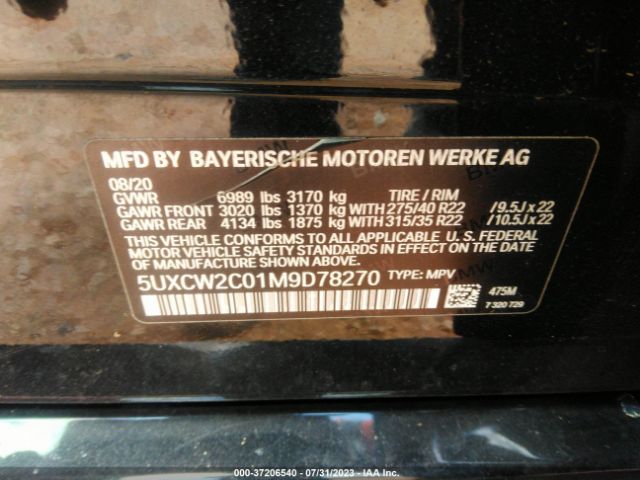 MFD BY BAYERISCHE MOTOREN WERKE AG
08/20
GVWR 6989 lbs 3170 kg TIRE / RIM
GAWR FRONT 3020 lbs 1370 kg WITH 275/40 R22 / 9.5J x 22
GAWR REAR 4134 lbs 1875 kg WITH 315/35 R22 / 10.5J x 22
THIS VEHICLE CONFORMS TO ALL APPLICABLE U. S. FEDERAL
MOTOR VEHICLE SAFETY STANDARDS IN EFFECT ON THE DATE
OF MANUFACTURE SHOWN ABOVE.
5UXCW2C01M9D78270 TYPE: MPV
475M
7 320 729
000-37206540 / 07/31/2023 - IAA Inc.